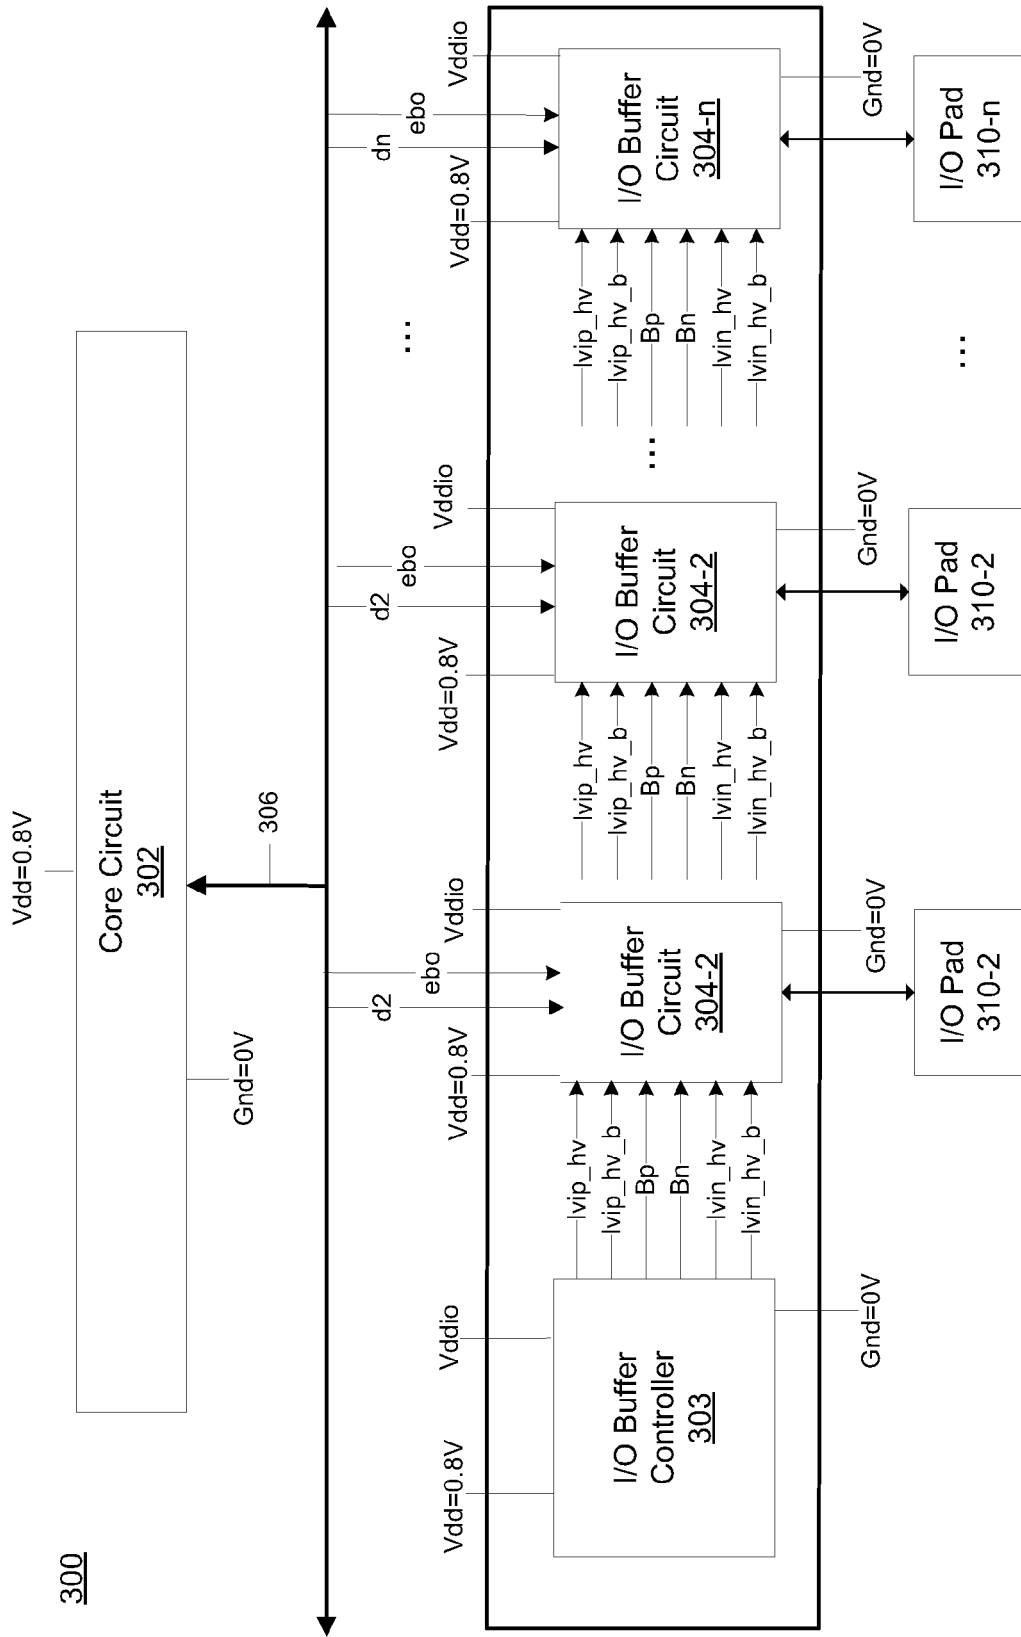 300
Vdd=0.8V
Core Circuit
302
Gnd=0V
306
d2
ebo
d2
ebo
...
dn
ebo
Vdd=0.8V
Vddio
Vdd=0.8V
Vddio
Vdd=0.8V
Vddio
Vdd=0.8V
Vddio
I/O Buffer
Controller
303
lvip_hv
lvip_hv_b
Bp
Bn
lvin_hv
lvin_hv_b
I/O Buffer
Circuit
304-2
lvip_hv
lvip_hv_b
Bp
Bn
lvin_hv
lvin_hv_b
I/O Buffer
Circuit
304-2
...
lvip_hv
lvip_hv_b
Bp
Bn
lvin_hv
lvin_hv_b
I/O Buffer
Circuit
304-n
Gnd=0V
Gnd=0V
Gnd=0V
Gnd=0V
I/O Pad
310-2
I/O Pad
310-2
...
I/O Pad
310-n